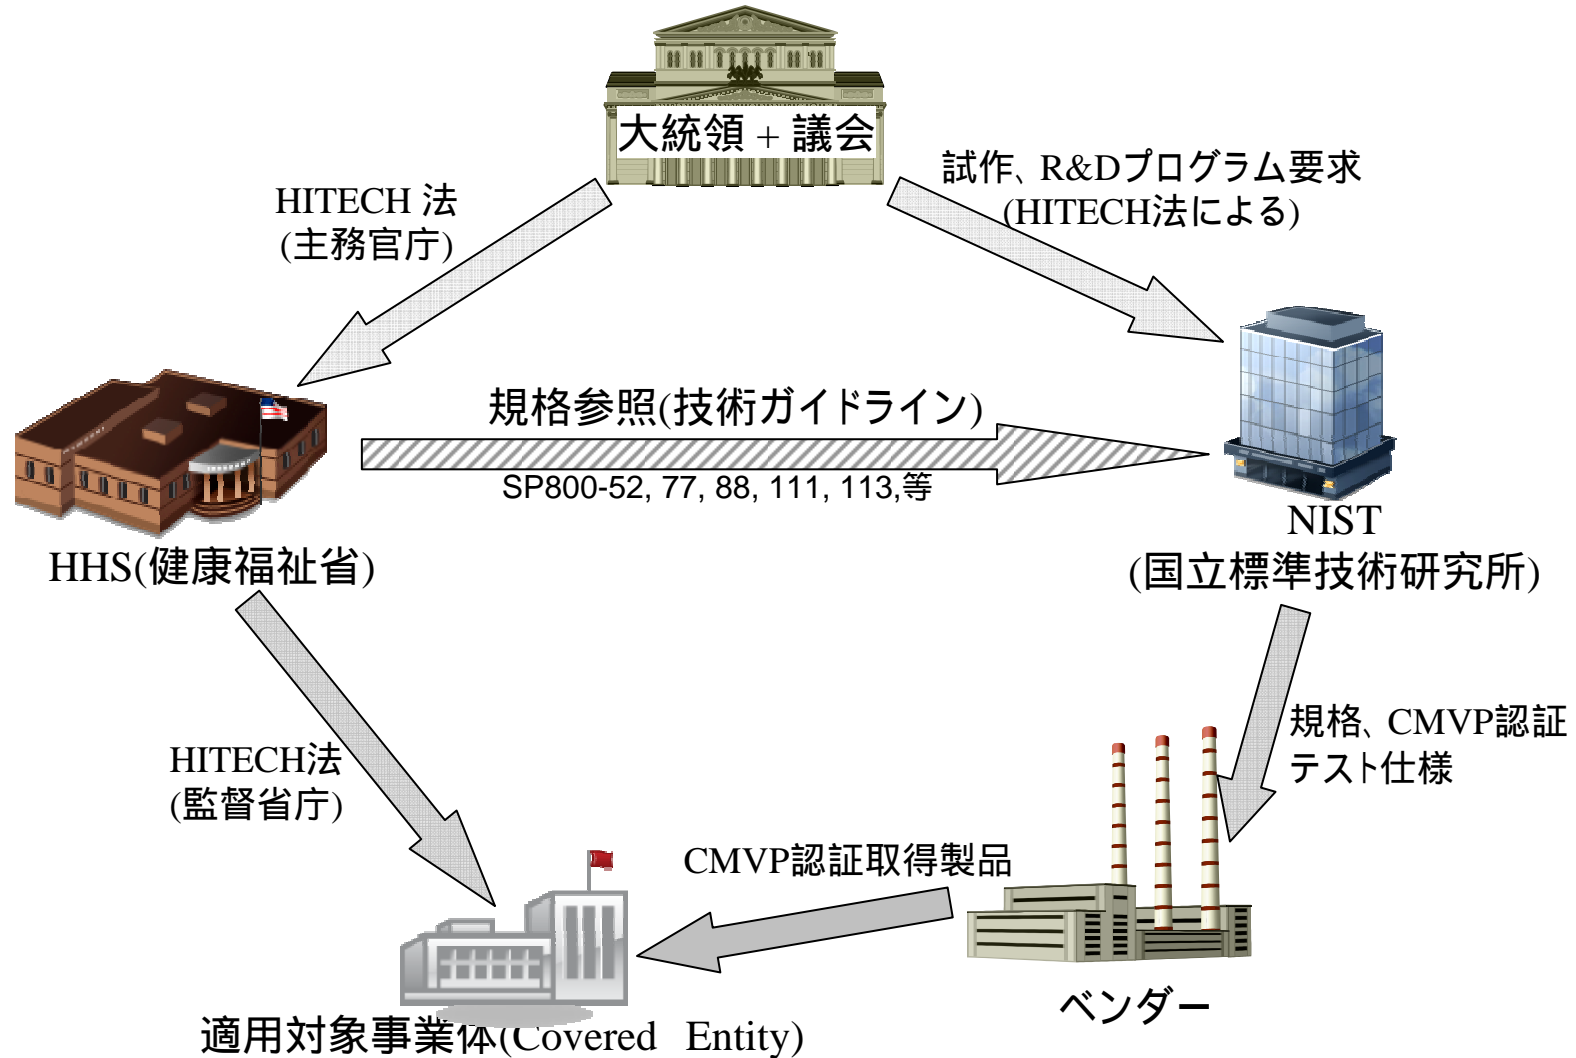 大統領 + 議会
HITECH 法
(主務官庁)
試作、R&Dプログラム要求
(HITECH法による)
規格参照(技術ガイドライン)
SP800-52, 77, 88, 111, 113,等
HHS(健康福祉省)
NIST
(国立標準技術研究所)
HITECH法
(監督省庁)
規格、CMVP認証
テスト仕様
CMVP認証取得製品
ベンダー
適用対象事業体(Covered Entity)